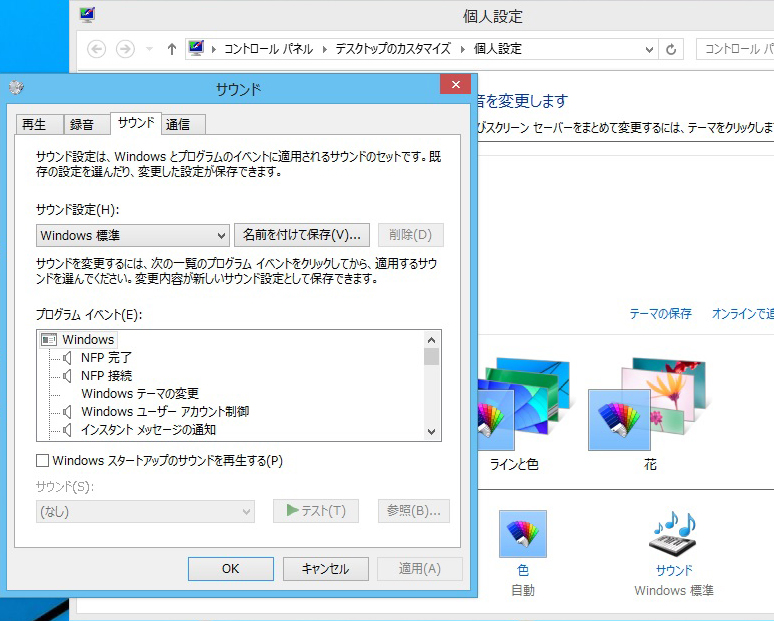 個人設定
コントロール パネル
デスクトップのカスタマイズ
個人設定
コントロール パ
サウンド
再生
録音
サウンド
通信
サウンド設定は、Windows とプログラムのイベントに適用されるサウンドのセットです。既
存の設定を選んだり、変更した設定が保存できます。
サウンド設定(H):
Windows 標準
名前を付けて保存(V)...
削除(D)
サウンドを変更するには、次の一覧のプログラム イベントをクリックしてから、適用するサウ
ンドを選んでください。変更内容が新しいサウンド設定として保存できます。
プログラム イベント(E):
Windows
NFP 完了
NFP 接続
Windows テーマの変更
Windows ユーザー アカウント制御
インスタント メッセージの通知
Windows スタートアップのサウンドを再生する(P)
サウンド(S):
(なし)
テスト(T)
参照(B)...
OK
キャンセル
適用(A)
音を変更します
びスクリーン セーバーをまとめて変更するには、テーマをクリックしま
テーマの保存
オンラインで追
ラインと色
花
色
自動
サウンド
Windows 標準